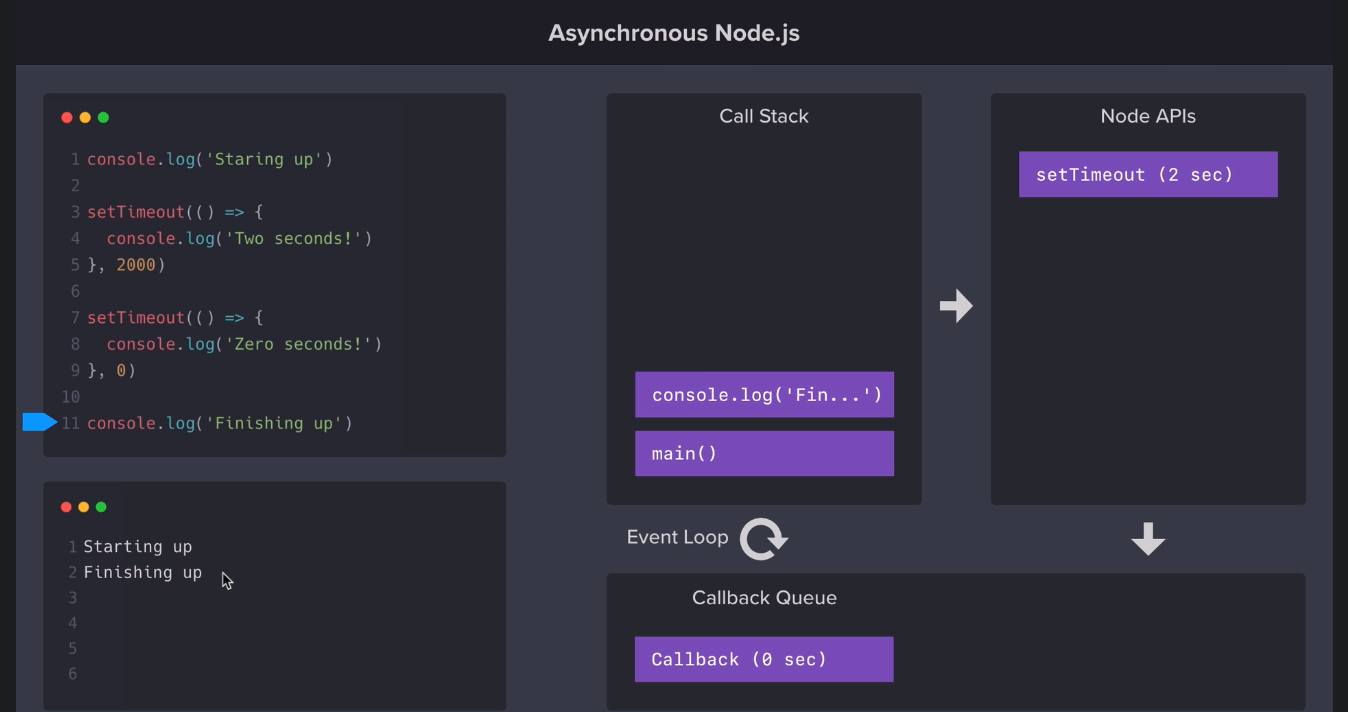 Asynchronous Node.js
1 console.log('Staring up')
2
3 setTimeout(() => {
4   console.log('Two seconds!')
5 }, 2000)
6
7 setTimeout(() => {
8   console.log('Zero seconds!')
9 }, 0)
10
11 console.log('Finishing up')
1 Starting up
2 Finishing up
3
4
5
6
Call Stack
console.log('Fin...')
main()
Node APIs
setTimeout (2 sec)
Event Loop
Callback Queue
Callback (0 sec)